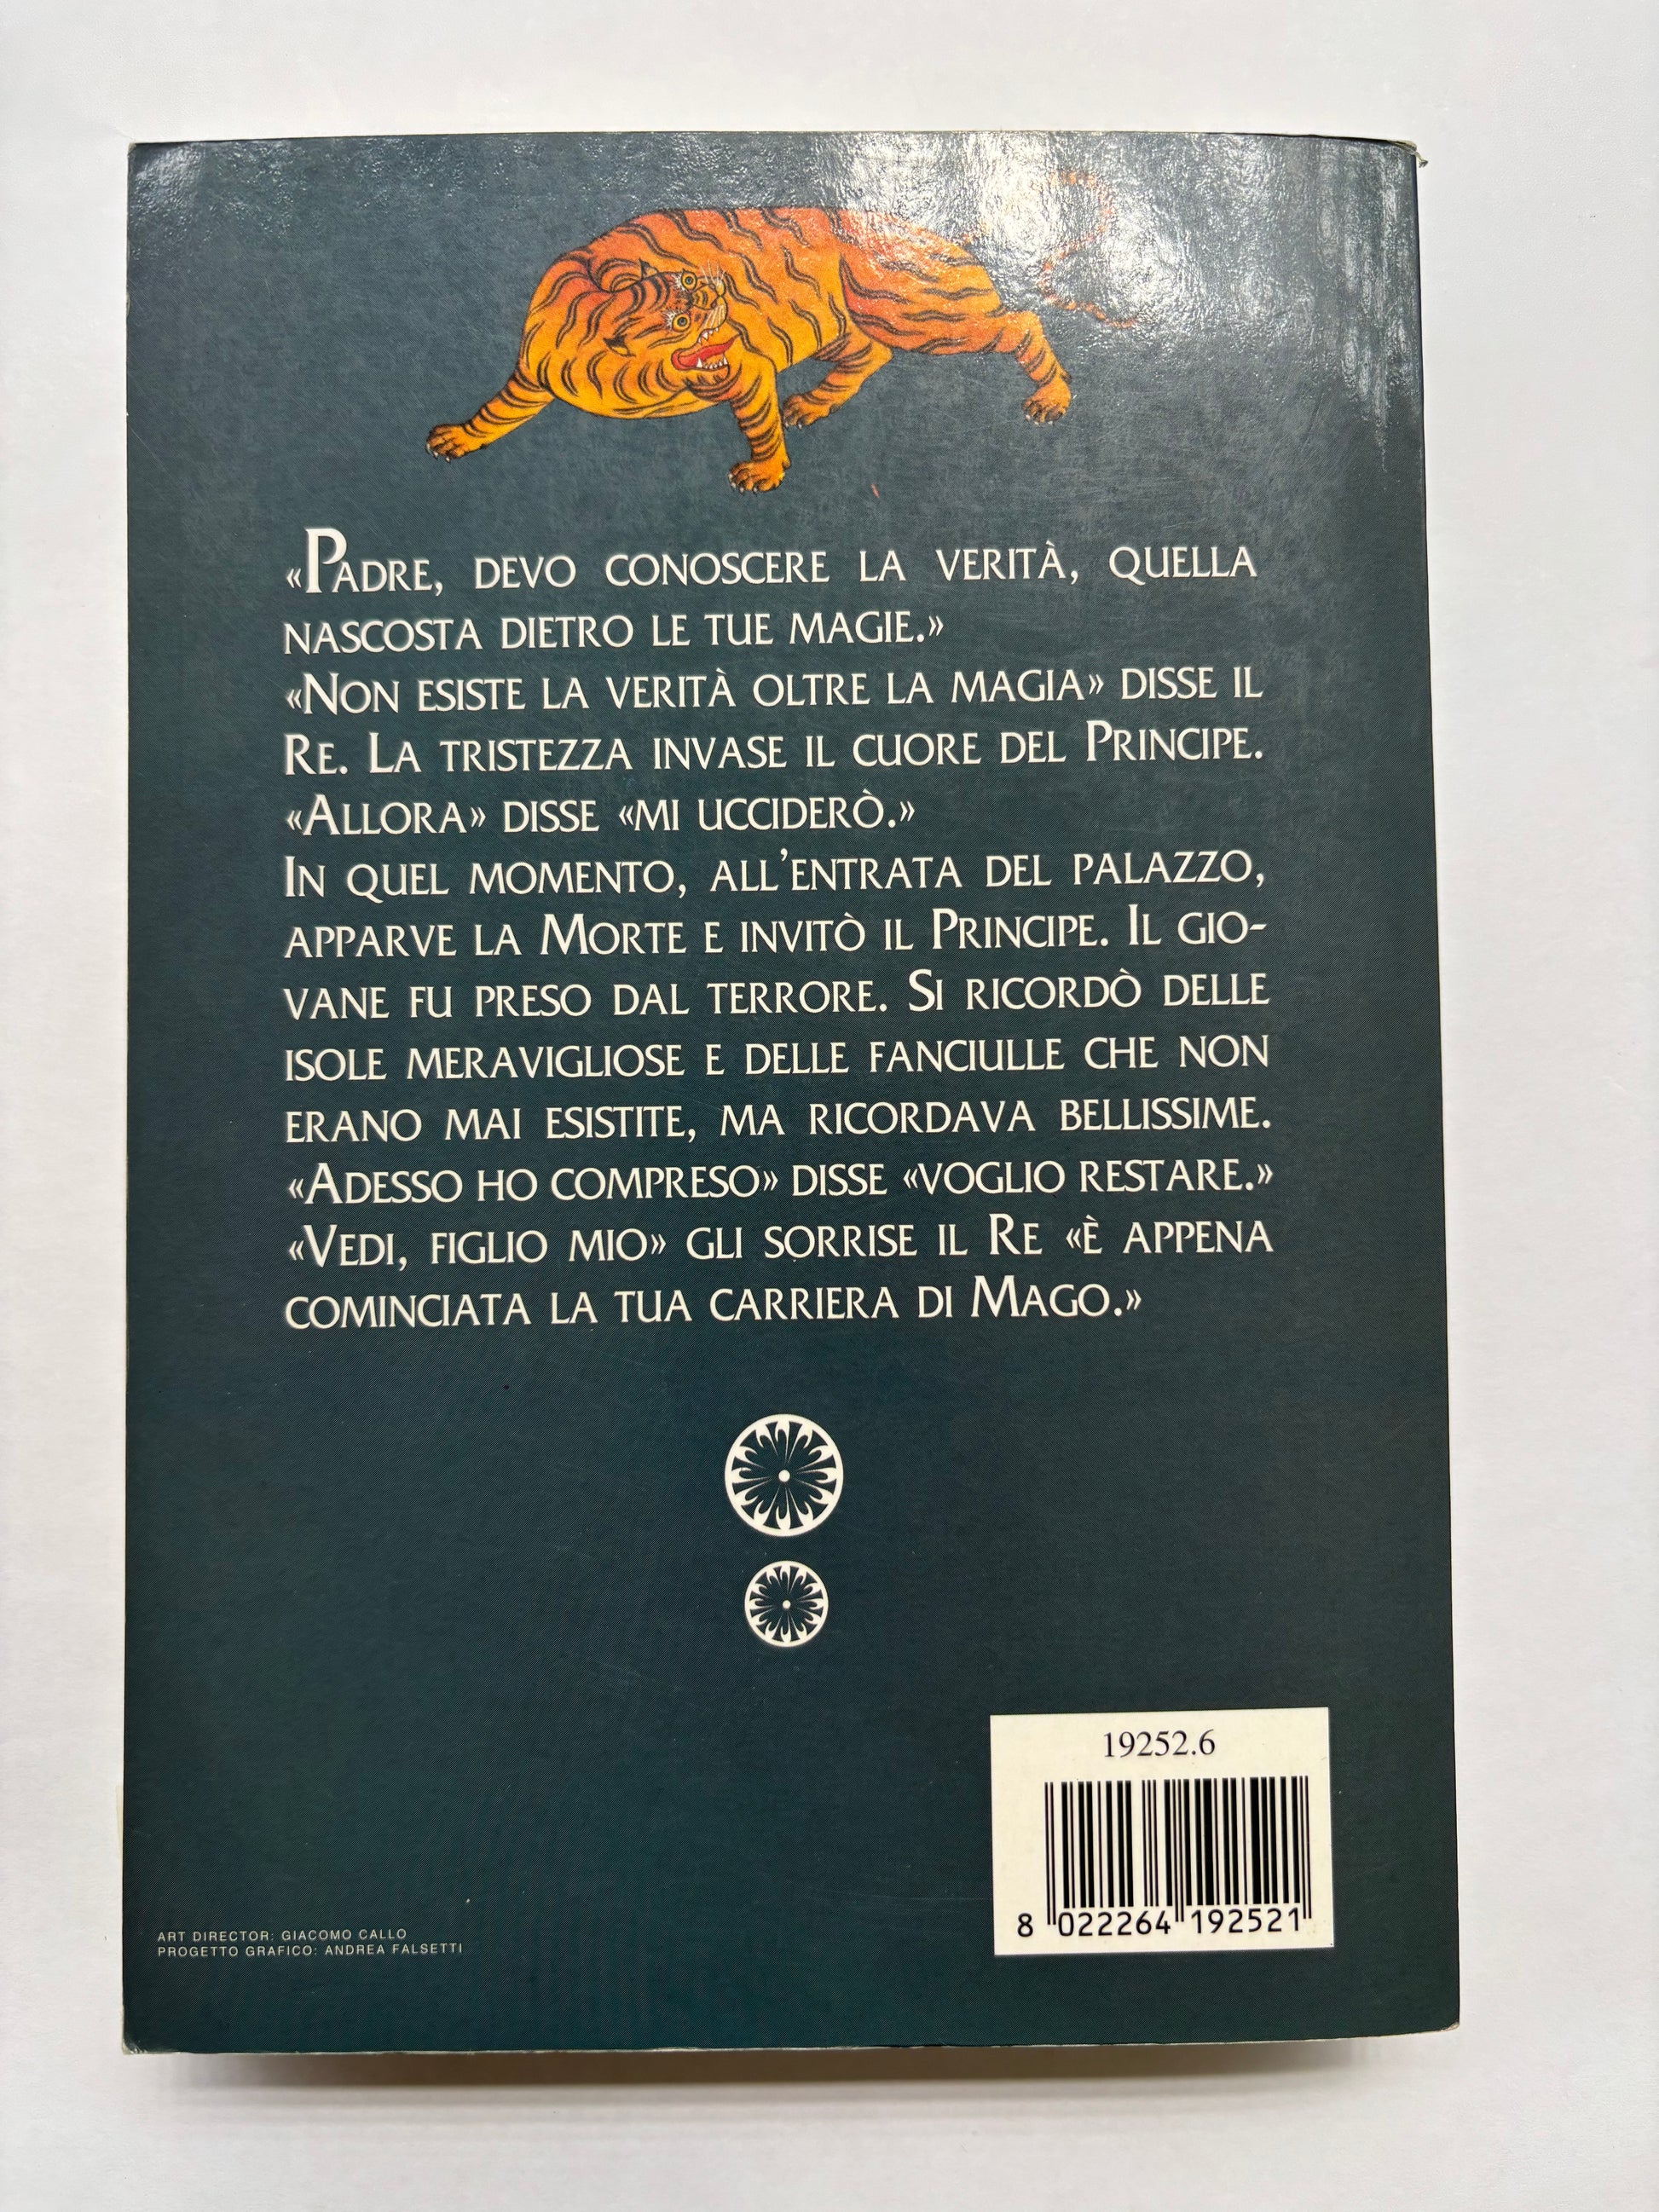 «Padre, devo conoscere la verità, quella
nascosta dietro le tue magie.»
«Non esiste la verità oltre la magia» disse il
Re. La tristezza invase il cuore del Principe.
«Allora» disse «mi ucciderò.»
In quel momento, all'entrata del palazzo,
apparve la Morte e invitò il Principe. Il gio-
vane fu preso dal terrore. Si ricordò delle
isole meravigliose e delle fanciulle che non
erano mai esistite, ma ricordava bellissime.
«Adesso ho compreso» disse «voglio restare.»
«Vedi, figlio mio» gli sorrise il Re «È appena
cominciata la tua carriera di Mago.»
19252.6
8 022264 192521
ART DIRECTOR: GIACOMO CALLO
PROGETTO GRAFICO: ANDREA FALSETTI